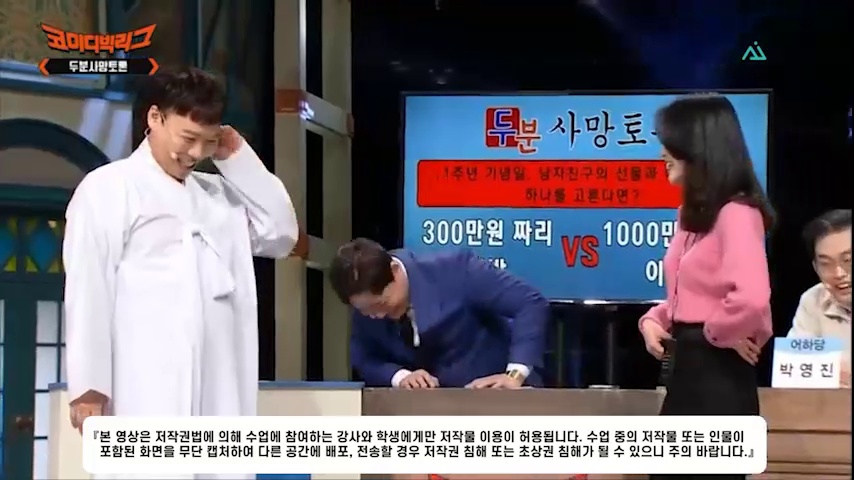 코미디빅리그
두분사망토론
두분 사망토
1주년 기념일, 남자친구의 선물과
하나를 고른다면?
300만원 짜리 VS 1000만
이
어하당
박영진
『본 영상은 저작권법에 의해 수업에 참여하는 강사와 학생에게만 저작물 이용이 허용됩니다. 수업 중의 저작물 또는 인물이
포함된 화면을 무단 캡처하여 다른 공간에 배포, 전송할 경우 저작권 침해 또는 초상권 침해가 될 수 있으니 주의 바랍니다.』